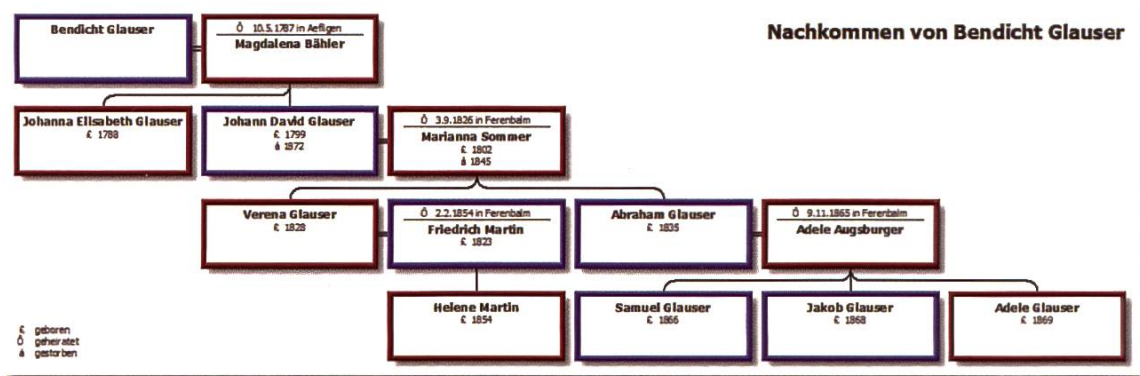 Nachkommen von Bendicht Glauser
Bendicht Glauser
Ô 10.5.1787 in Aefligen
Magdalena Bähler
Johanna Elisabeth Glauser
£ 1788
Johann David Glauser
£ 1799
á 1872
Ô 3.9.1826 in Ferenbalm
Marianna Sommer
£ 1802
á 1845
Verena Glauser
£ 1828
Ô 2.2.1854 in Ferenbalm
Friedrich Martin
£ 1823
Abraham Glauser
£ 1835
Ô 9.11.1865 in Ferenbalm
Adele Augsburger
Helene Martin
£ 1854
Samuel Glauser
£ 1866
Jakob Glauser
£ 1868
Adele Glauser
£ 1869
£ geboren
Ô geheiratet
á gestorben